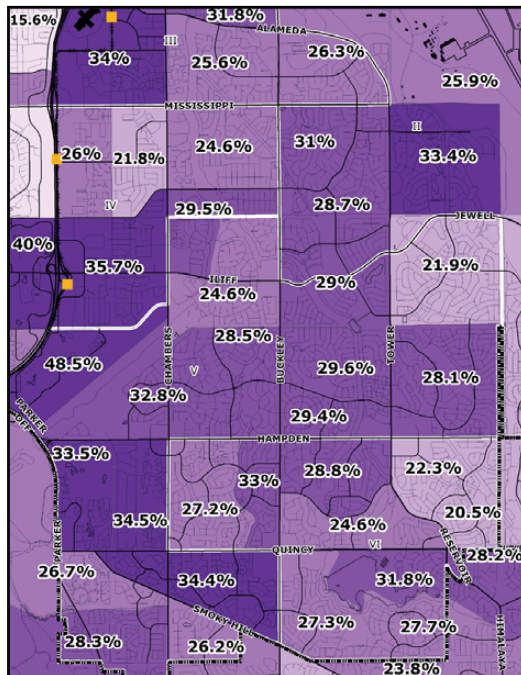 15.6%
31.8%
ALAMEDA
III
34%
25.6%
26.3%
25.9%
MISSISSIPPI
26%
21.8%
24.6%
31%
II
33.4%
IV
29.5%
28.7%
JEWELL
40%
35.7%
ILIFF
24.6%
29%
21.9%
48.5%
CHAMBERS
28.5%
BUCKLEY
29.6%
TOWER
28.1%
V
32.8%
29.4%
PARKER
OFF
33.5%
HAMPDEN
33%
28.8%
22.3%
34.5%
27.2%
24.6%
20.5%
PARKER
QUINCY
VI
RESERVOIR
28.2%
26.7%
34.4%
31.8%
SMOKY HILL
28.3%
26.2%
27.3%
27.7%
HIMALAYA
23.8%